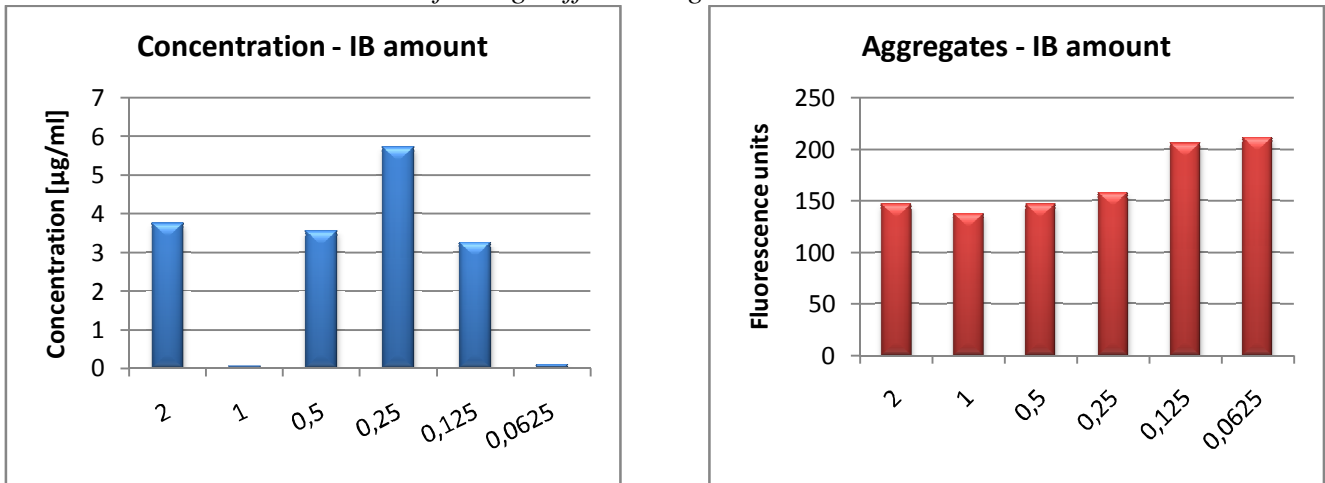 Concentration - IB amount
Concentration [µg/ml]
7
6
5
4
3
2
1
0
2 1 0,5 0,25 0,125 0,0625
Aggregates - IB amount
Fluorescence units
250
200
150
100
50
0
2 1 0,5 0,25 0,125 0,0625